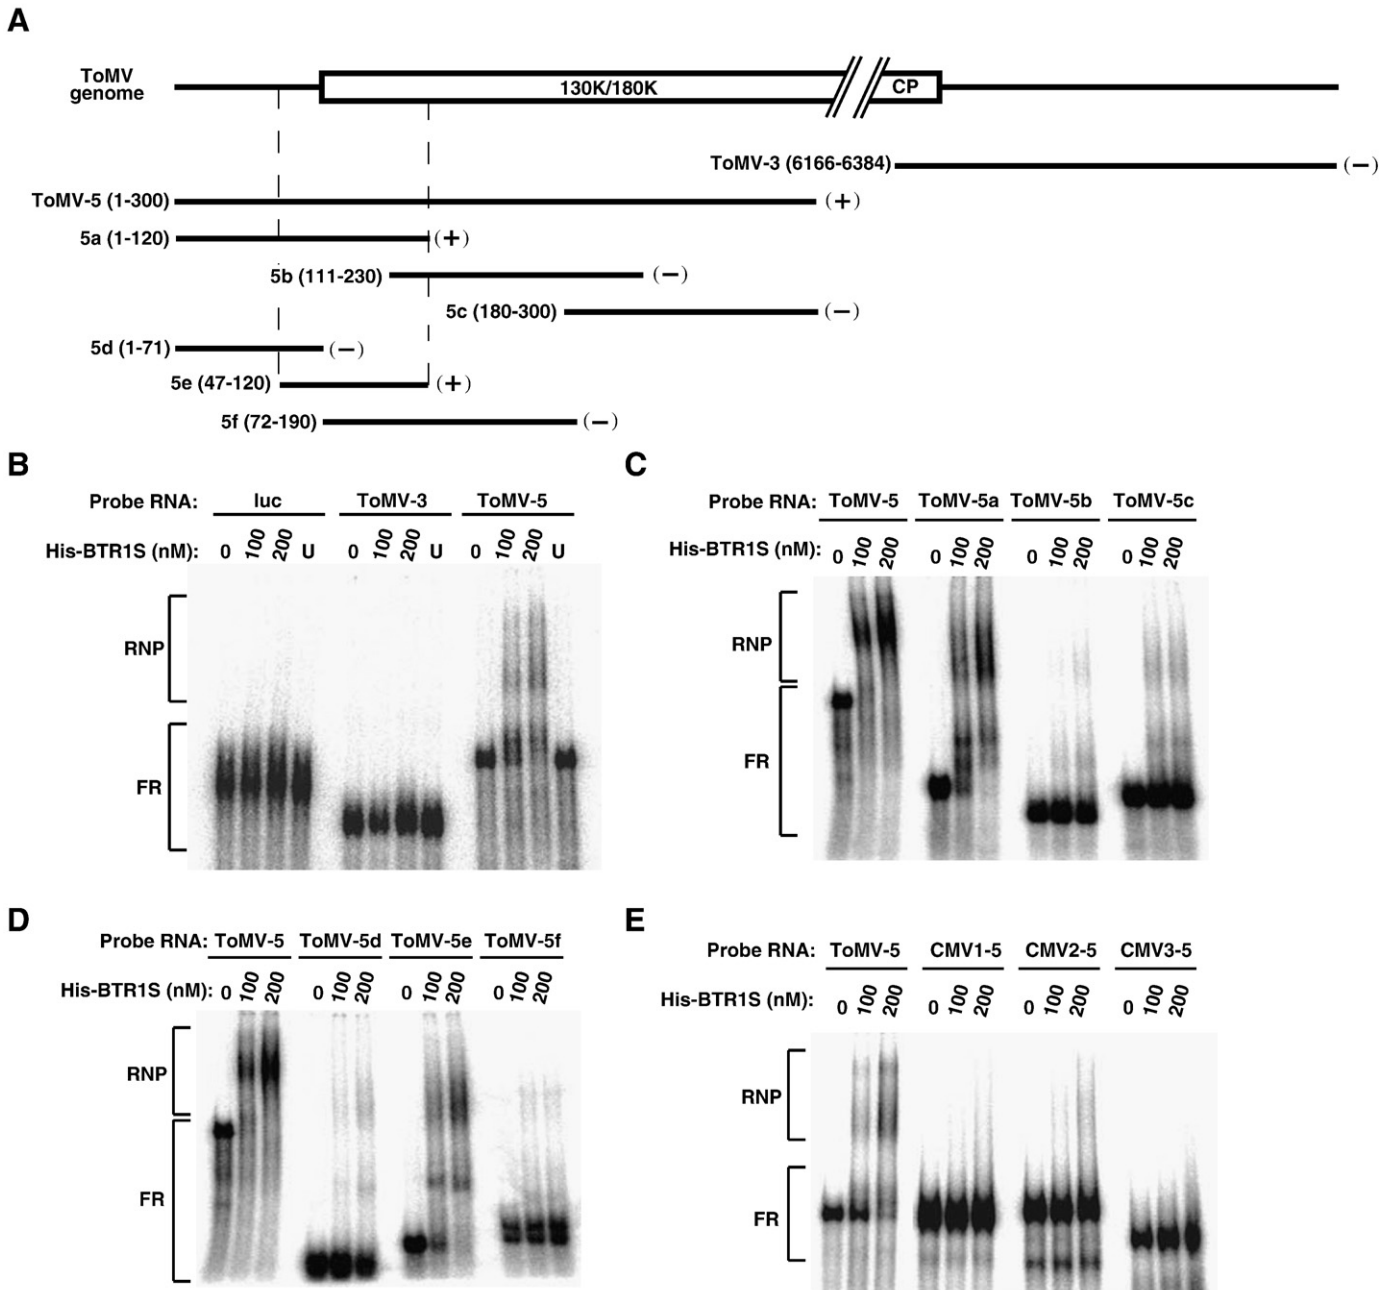 A
ToMV
genome
130K/180K
CP
ToMV-3 (6166-6384) (−)
ToMV-5 (1-300) (+)
5a (1-120) (+)
5b (111-230) (−)
5c (180-300) (−)
5d (1-71) (−)
5e (47-120) (+)
5f (72-190) (−)
B
Probe RNA: luc ToMV-3 ToMV-5
His-BTR1S (nM): 0 100 200 U 0 100 200 U 0 100 200 U
RNP
FR
C
Probe RNA: ToMV-5 ToMV-5a ToMV-5b ToMV-5c
His-BTR1S (nM): 0 100 200 0 100 200 0 100 200 0 100 200
RNP
FR
D
Probe RNA: ToMV-5 ToMV-5d ToMV-5e ToMV-5f
His-BTR1S (nM): 0 100 200 0 100 200 0 100 200 0 100 200
RNP
FR
E
Probe RNA: ToMV-5 CMV1-5 CMV2-5 CMV3-5
His-BTR1S (nM): 0 100 200 0 100 200 0 100 200 0 100 200
RNP
FR